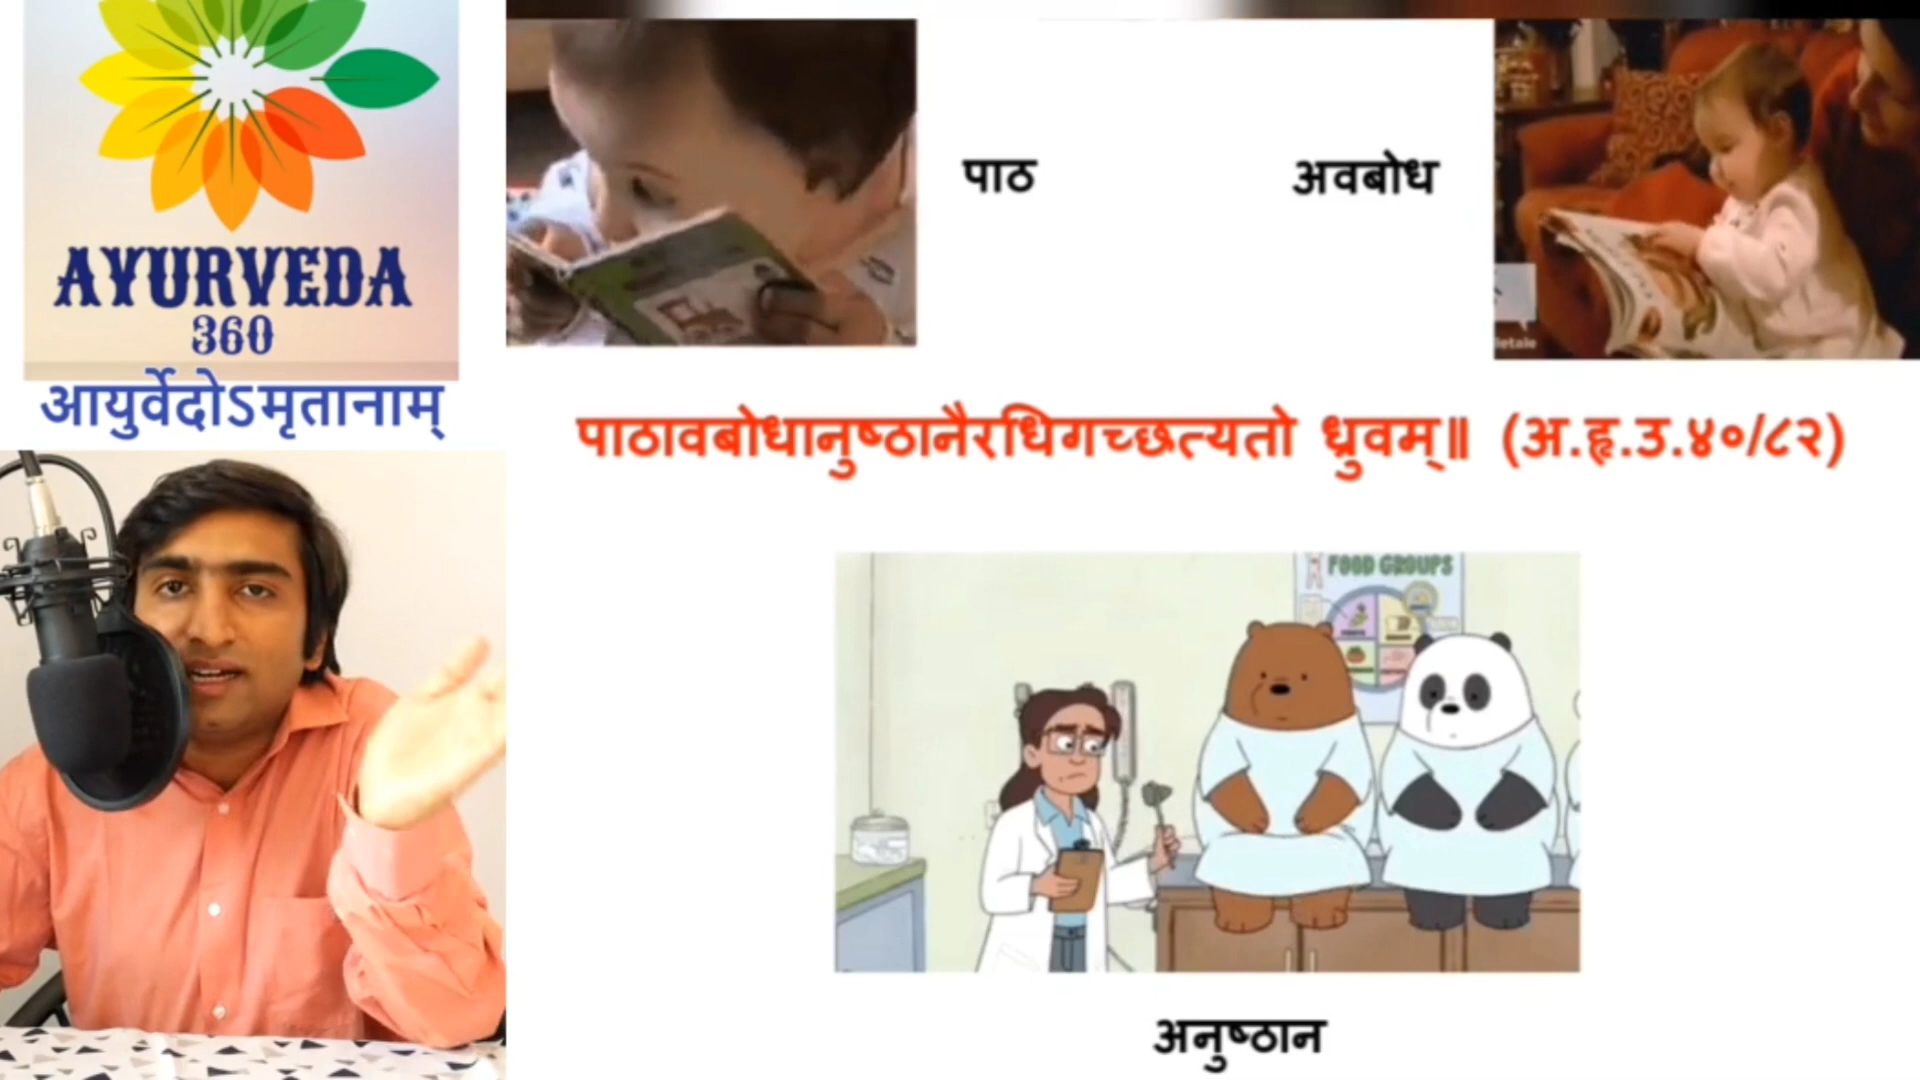 AYURVEDA
360
आयुर्वेदोऽमृतानाम्
पाठ
अवबोध
पाठावबोधानुष्ठानैरधिगच्छत्यतो ध्रुवम्॥ (अ.हृ.उ.४०/८२)
FOOD GROUPS
अनुष्ठान